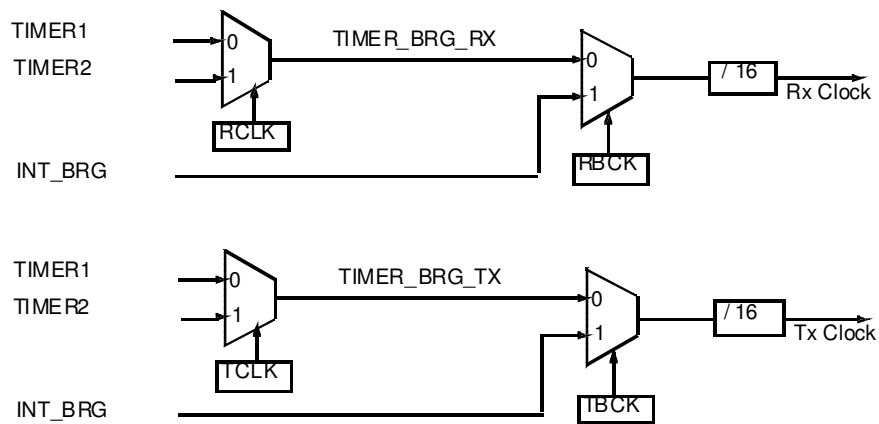 TIMER1
0
TIMER_BRG_RX
TIMER2
1
0
/ 16
1
Rx Clock
RCLK
INT_BRG
RBCK
TIMER1
0
TIMER_BRG_TX
TIMER2
1
0
/ 16
1
Tx Clock
TCLK
INT_BRG
TBCK